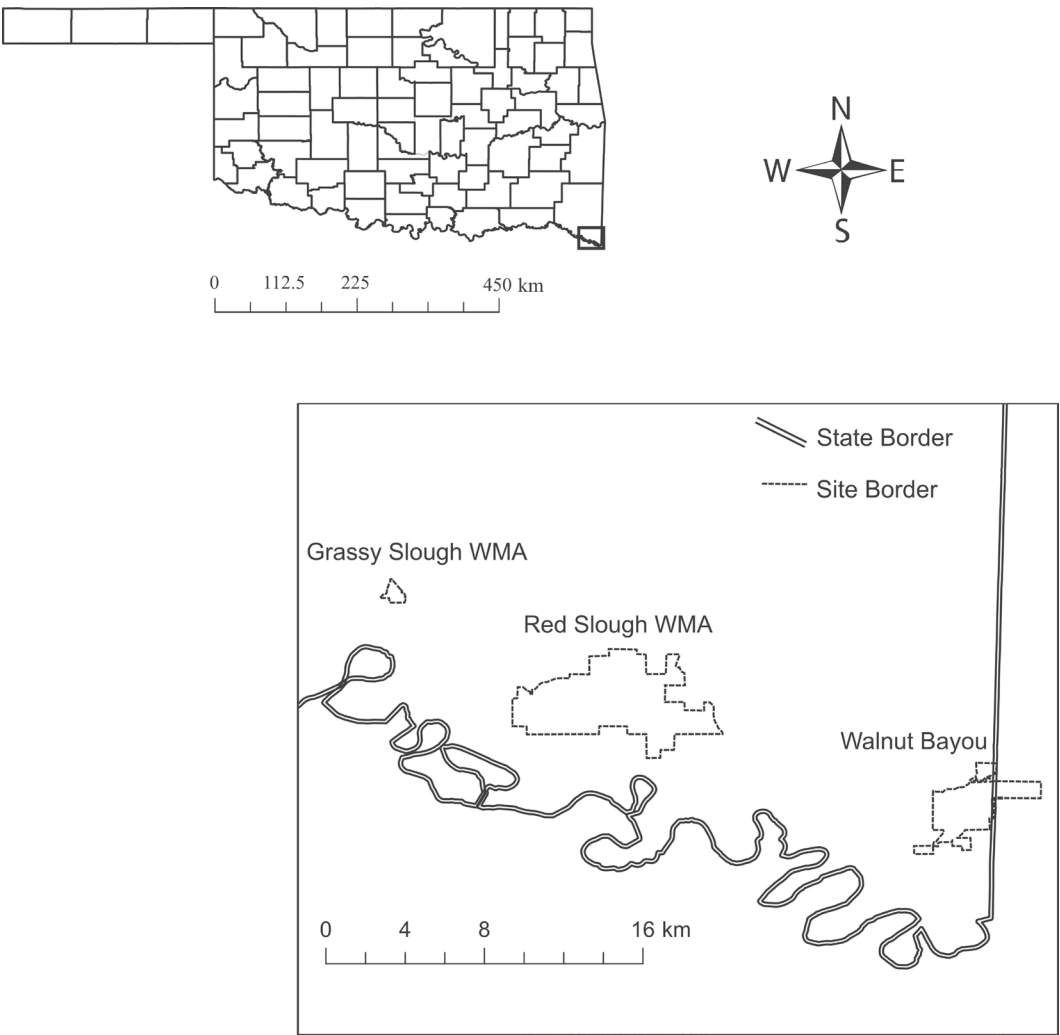 N
W E
S
0 112.5 225 450 km
State Border
Site Border
Grassy Slough WMA
Red Slough WMA
Walnut Bayou
0 4 8 16 km